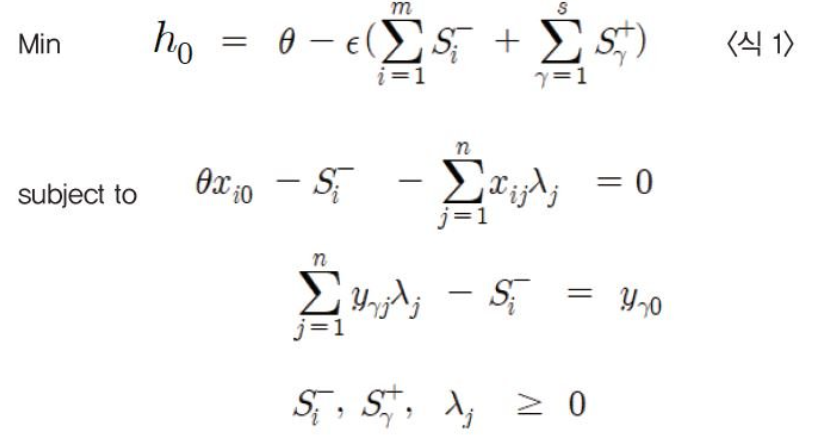 Min h₀ = θ − ϵ(∑_{i=1}^{m} S_i^− + ∑_{γ=1}^{s} S_γ^+) 〈식 1〉
subject to θx_{i0} − S_i^− − ∑_{j=1}^{n} x_{ij}λ_j = 0
∑_{j=1}^{n} y_{γj}λ_j − S_i^− = y_{γ0}
S_i^−, S_γ^+, λ_j ≥ 0